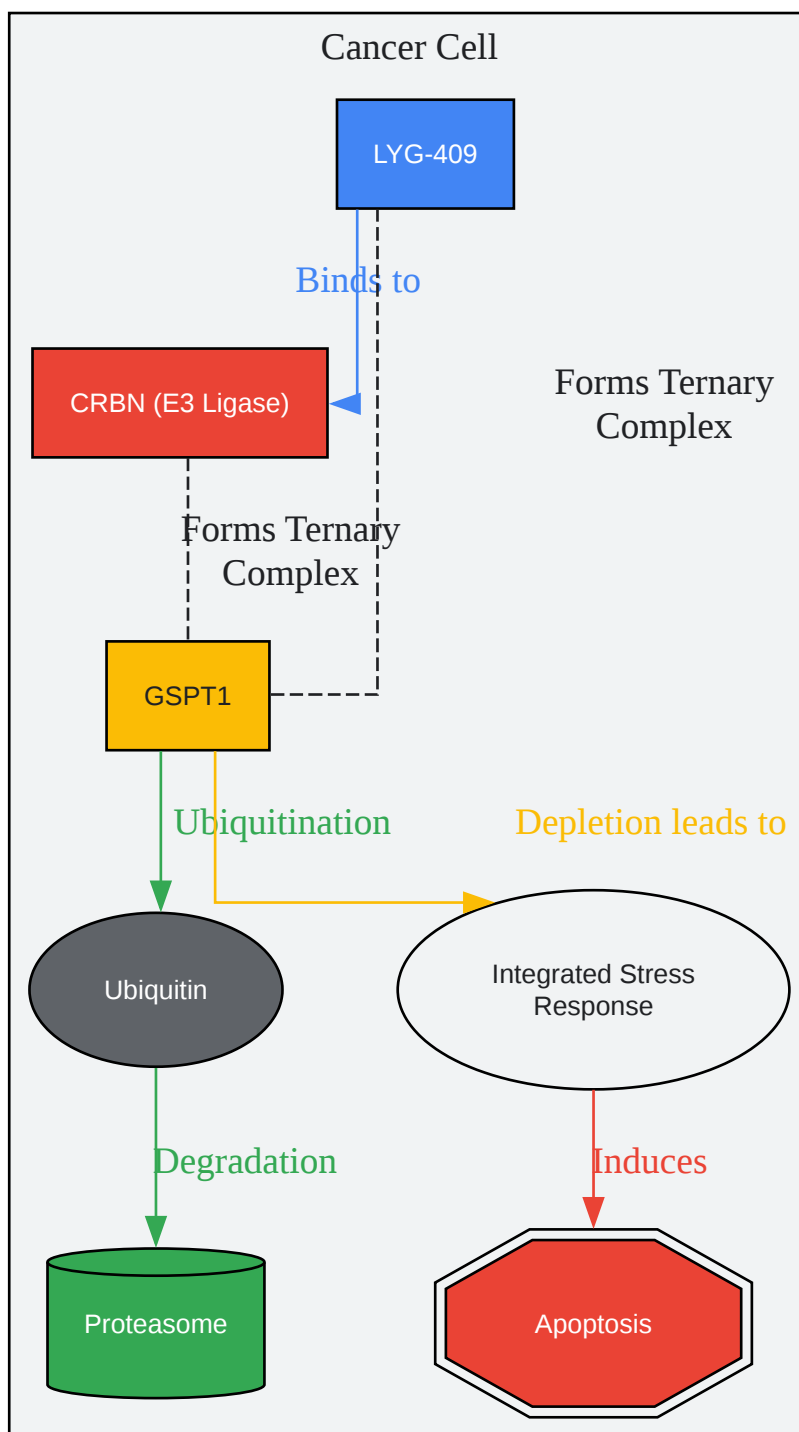 Cancer Cell
LYG-409
Binds to
CRBN (E3 Ligase)
Forms Ternary
Complex
Forms Ternary
Complex
GSPT1
Ubiquitination
Depletion leads to
Ubiquitin
Integrated Stress
Response
Degradation
Induces
Proteasome
Apoptosis